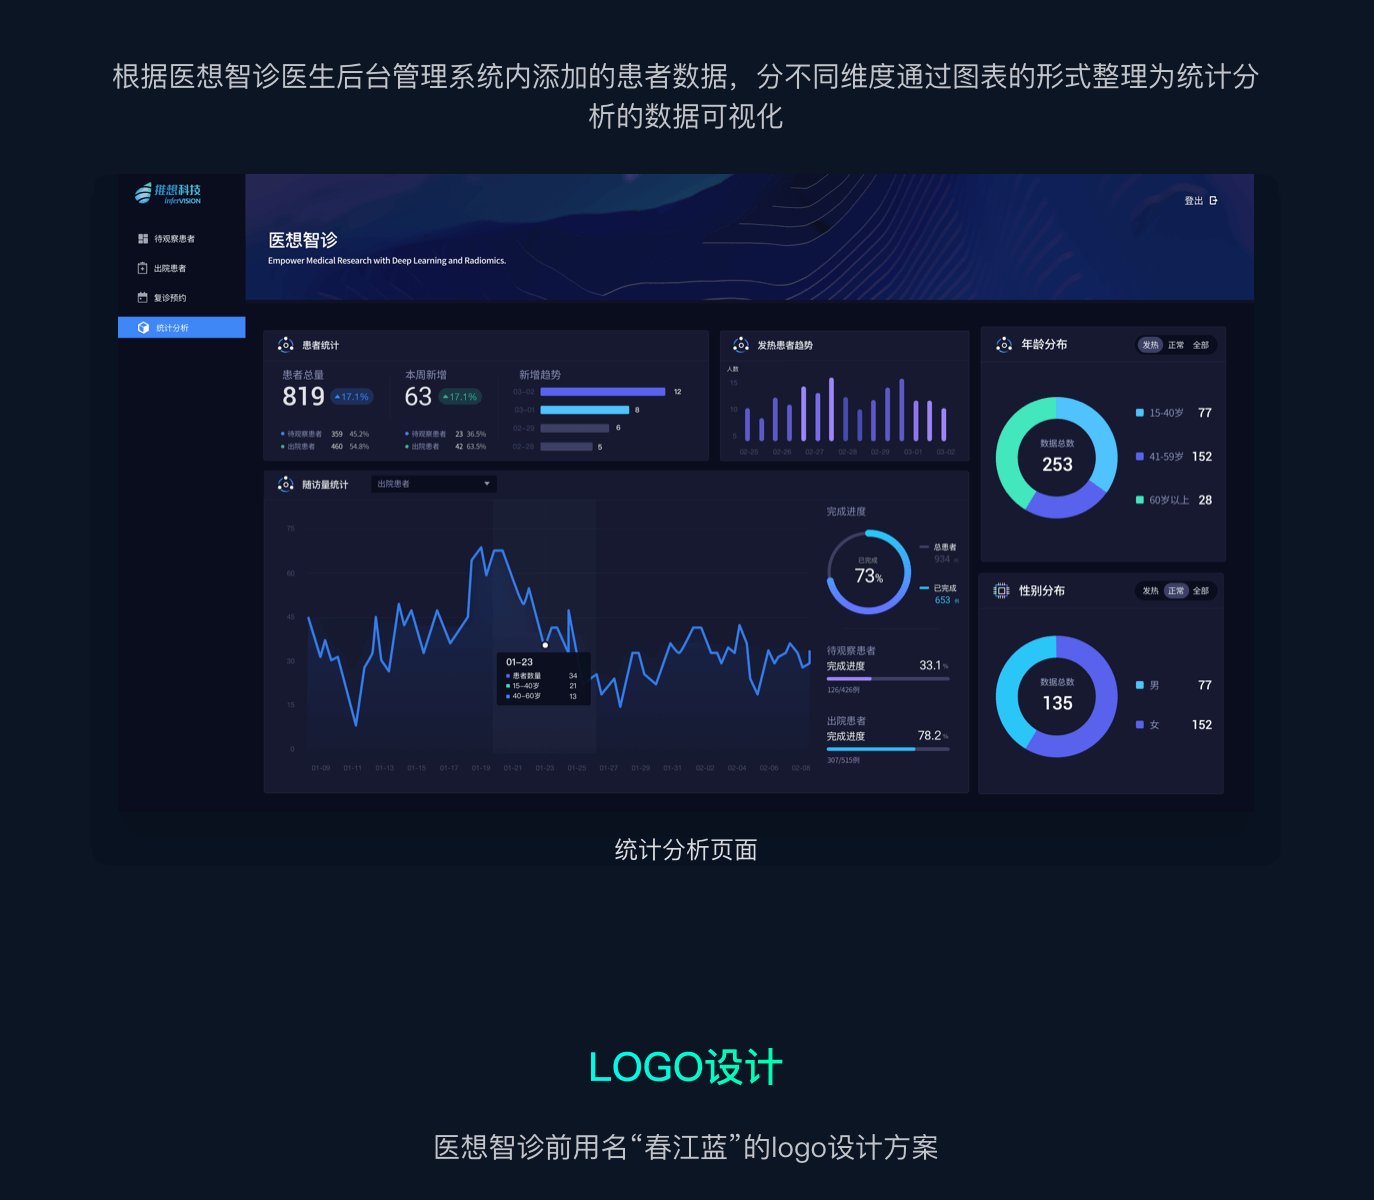 根据医想智诊医生后台管理系统内添加的患者数据，分不同维度通过图表的形式整理为统计分
析的数据可视化
推想科技
inferVISION
登出
医想智诊
Empower Medical Research with Deep Learning and Radiomics.
待观察患者
出院患者
复诊预约
统计分析
患者统计
患者总量
819 17.1%
待观察患者 359 45.2%
出院患者 460 54.8%
本周新增
63 17.1%
待观察患者 23 36.5%
出院患者 42 63.5%
新增趋势
03-02 12
03-01 8
02-29 6
02-28 5
发热患者趋势
人数
15
10
5
02-25 02-26 02-27 02-28 02-29 03-01 03-02
年龄分布
发热 正常 全部
数据总数
253
15-40岁 77
41-59岁 152
60岁以上 28
随访量统计
出院患者
75
60
45
30
15
0
01-09 01-11 01-13 01-15 01-17 01-19 01-21 01-23 01-25 01-27 01-29 01-31 02-02 02-04 02-06 02-08
01-23
患者数量 34
15-40岁 21
40-60岁 13
完成进度
已完成
73%
总患者
934
已完成
653 例
待观察患者
完成进度 33.1%
126/426例
出院患者
完成进度 78.2%
307/515例
性别分布
发热 正常 全部
数据总数
135
男 77
女 152
统计分析页面
LOGO设计
医想智诊前用名“春江蓝”的logo设计方案